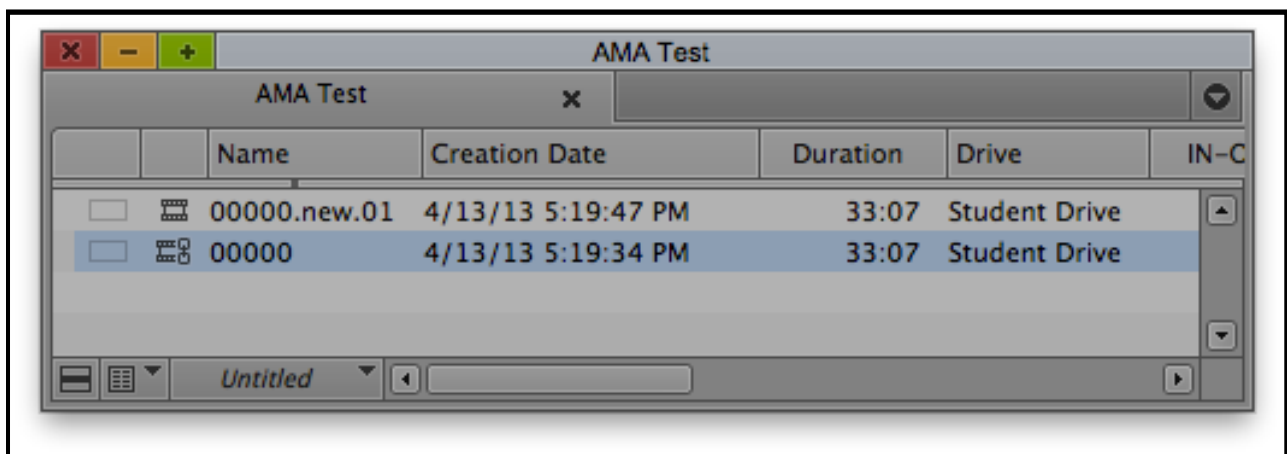 AMA Test
AMA Test
Name Creation Date Duration Drive IN-O
00000.new.01 4/13/13 5:19:47 PM 33:07 Student Drive
00000 4/13/13 5:19:34 PM 33:07 Student Drive
Untitled